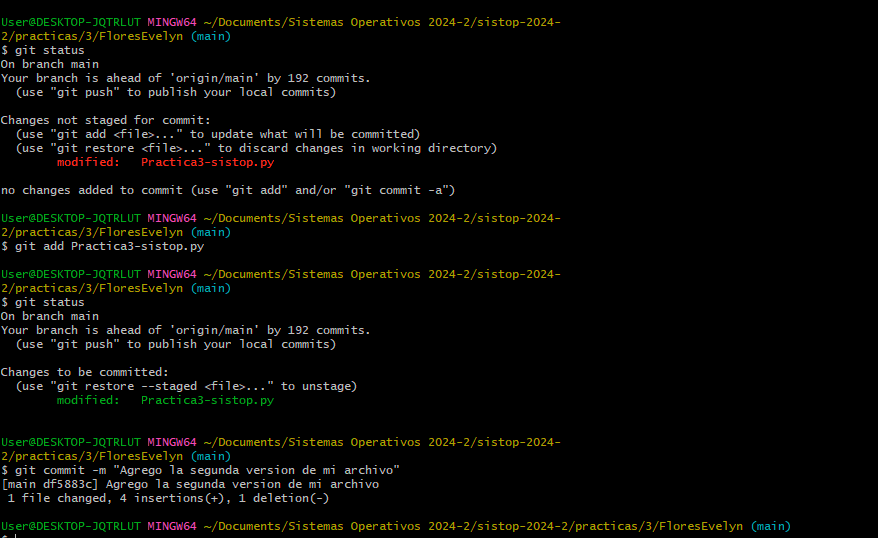 User@DESKTOP-JQTRLUT MINGW64 ~/Documents/Sistemas Operativos 2024-2/sistop-2024-
2/practicas/3/FloresEvelyn (main)
$ git status
On branch main
Your branch is ahead of 'origin/main' by 192 commits.
  (use "git push" to publish your local commits)

Changes not staged for commit:
  (use "git add <file>..." to update what will be committed)
  (use "git restore <file>..." to discard changes in working directory)
        modified:   Practica3-sistop.py

no changes added to commit (use "git add" and/or "git commit -a")

User@DESKTOP-JQTRLUT MINGW64 ~/Documents/Sistemas Operativos 2024-2/sistop-2024-
2/practicas/3/FloresEvelyn (main)
$ git add Practica3-sistop.py

User@DESKTOP-JQTRLUT MINGW64 ~/Documents/Sistemas Operativos 2024-2/sistop-2024-
2/practicas/3/FloresEvelyn (main)
$ git status
On branch main
Your branch is ahead of 'origin/main' by 192 commits.
  (use "git push" to publish your local commits)

Changes to be committed:
  (use "git restore --staged <file>..." to unstage)
        modified:   Practica3-sistop.py


User@DESKTOP-JQTRLUT MINGW64 ~/Documents/Sistemas Operativos 2024-2/sistop-2024-
2/practicas/3/FloresEvelyn (main)
$ git commit -m "Agrego la segunda version de mi archivo"
[main df5883c] Agrego la segunda version de mi archivo
 1 file changed, 4 insertions(+), 1 deletion(-)

User@DESKTOP-JQTRLUT MINGW64 ~/Documents/Sistemas Operativos 2024-2/sistop-2024-2/practicas/3/FloresEvelyn (main)
$